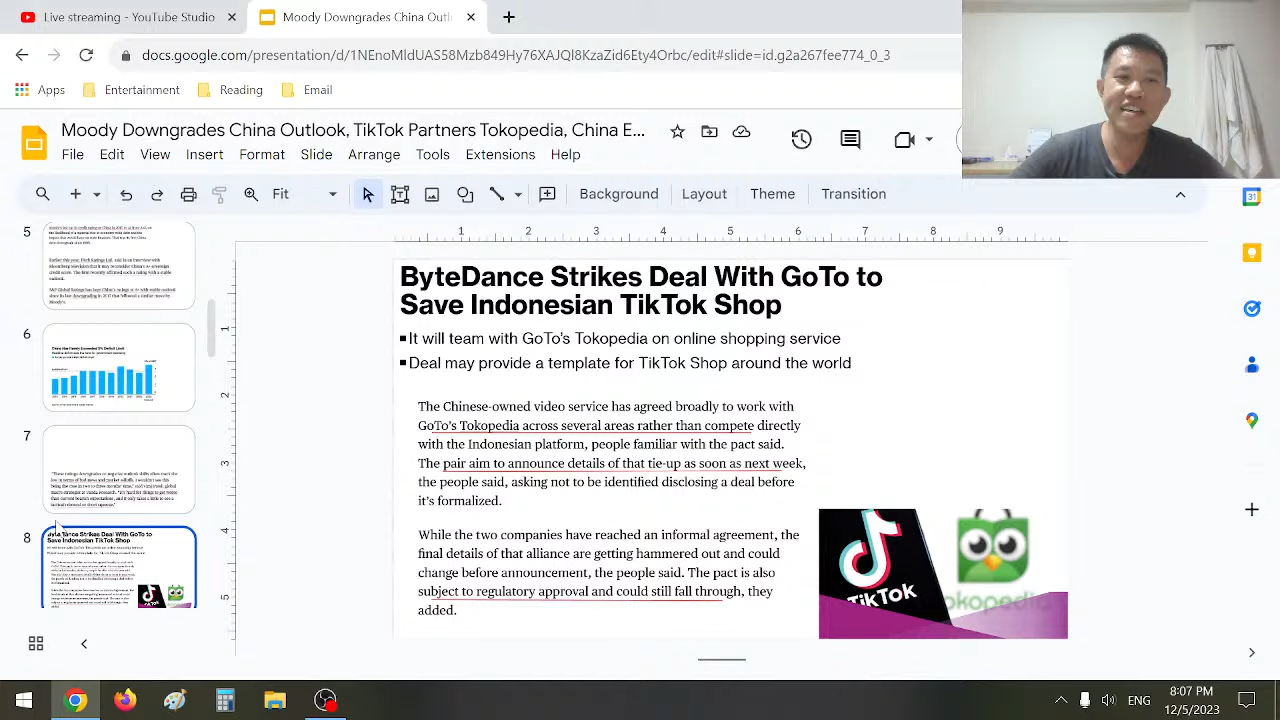 Live streaming - YouTube Studio
Moody Downgrades China Outl
docs.google.com/presentation/d/
edit#slide=id.g2a267fee774_0_3
Apps
Entertainment
Reading
Email
Moody Downgrades China Outlook, TikTok Partners Tokopedia, China E...
File Edit View Insert Format Slide Arrange Tools Extensions Help
Fit
Background
Layout
Theme
Transition
5
6
7
8
ByteDance Strikes Deal With GoTo to
Save Indonesian TikTok Shop
It will team with GoTo's Tokopedia on online shopping service
Deal may provide a template for TikTok Shop around the world
The Chinese-owned video service has agreed broadly to work with
GoTo's Tokopedia across several areas rather than compete directly
with the Indonesian platform, people familiar with the pact said.
The pair aim to unveil details of that tie-up as soon as next week,
the people said, asking not to be identified disclosing a deal before
it's formalized.
While the two companies have reached an informal agreement, the
final details of that alliance are getting hammered out and could
change before announcement, the people said. The pact is also
subject to regulatory approval and could still fall through, they
added.
TikTok
tokopedia
ENG
8:07 PM
12/5/2023